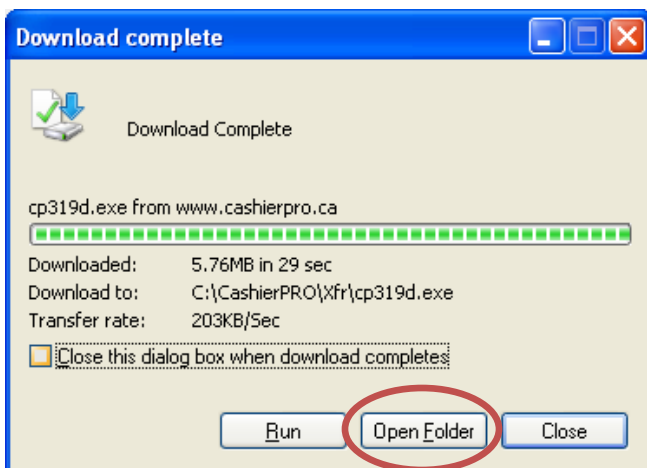 Download complete
Download Complete
cp319d.exe from www.cashierpro.ca
Downloaded: 5.76MB in 29 sec
Download to: C:\CashierPRO\Xfr\cp319d.exe
Transfer rate: 203KB/Sec
Close this dialog box when download completes
Run Open Folder Close